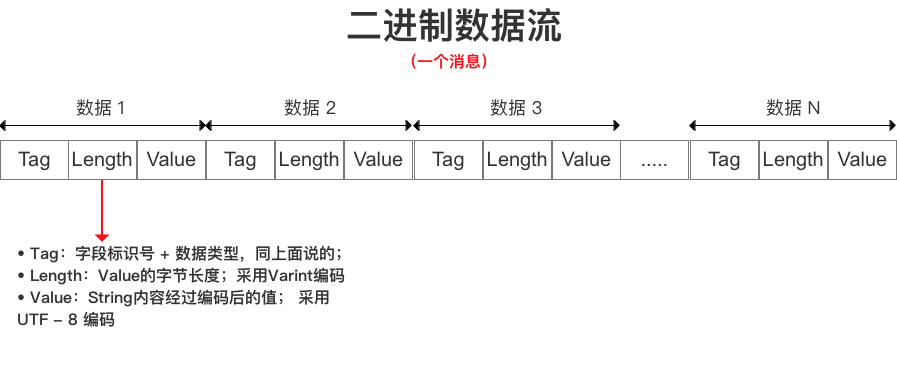 二进制数据流
(一个消息)
数据 1 数据 2 数据 3 数据 N
Tag Length Value Tag Length Value Tag Length Value ..... Tag Length Value
• Tag：字段标识号 + 数据类型，同上面说的；
• Length：Value的字节长度；采用Varint编码
• Value：String内容经过编码后的值； 采用
UTF – 8 编码